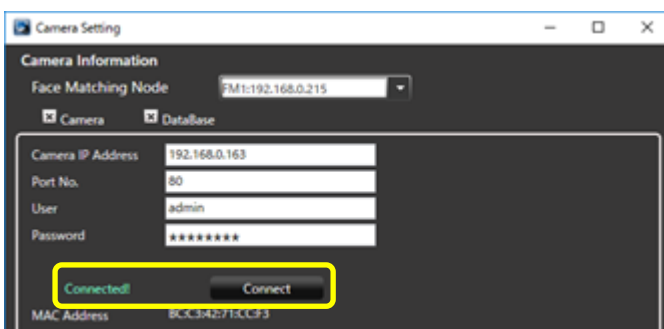 Camera Setting
Camera Information
Face Matching Node FM1:192.168.0.215
Camera DataBase
Camera IP Address 192.168.0.163
Port No. 80
User admin
Password ********
Connected! Connect
MAC Address BC:C3:42:71:CC:F3